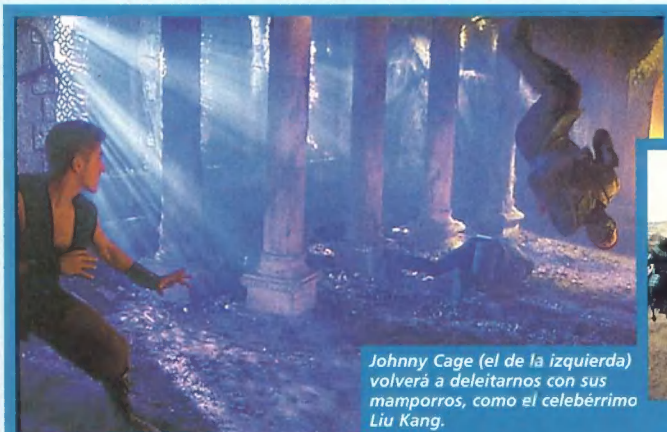 Johnny Cage (el de la izquierda)
volverá a deleitarnos con sus
mamporros, como el celebérrimo
Liu Kang.